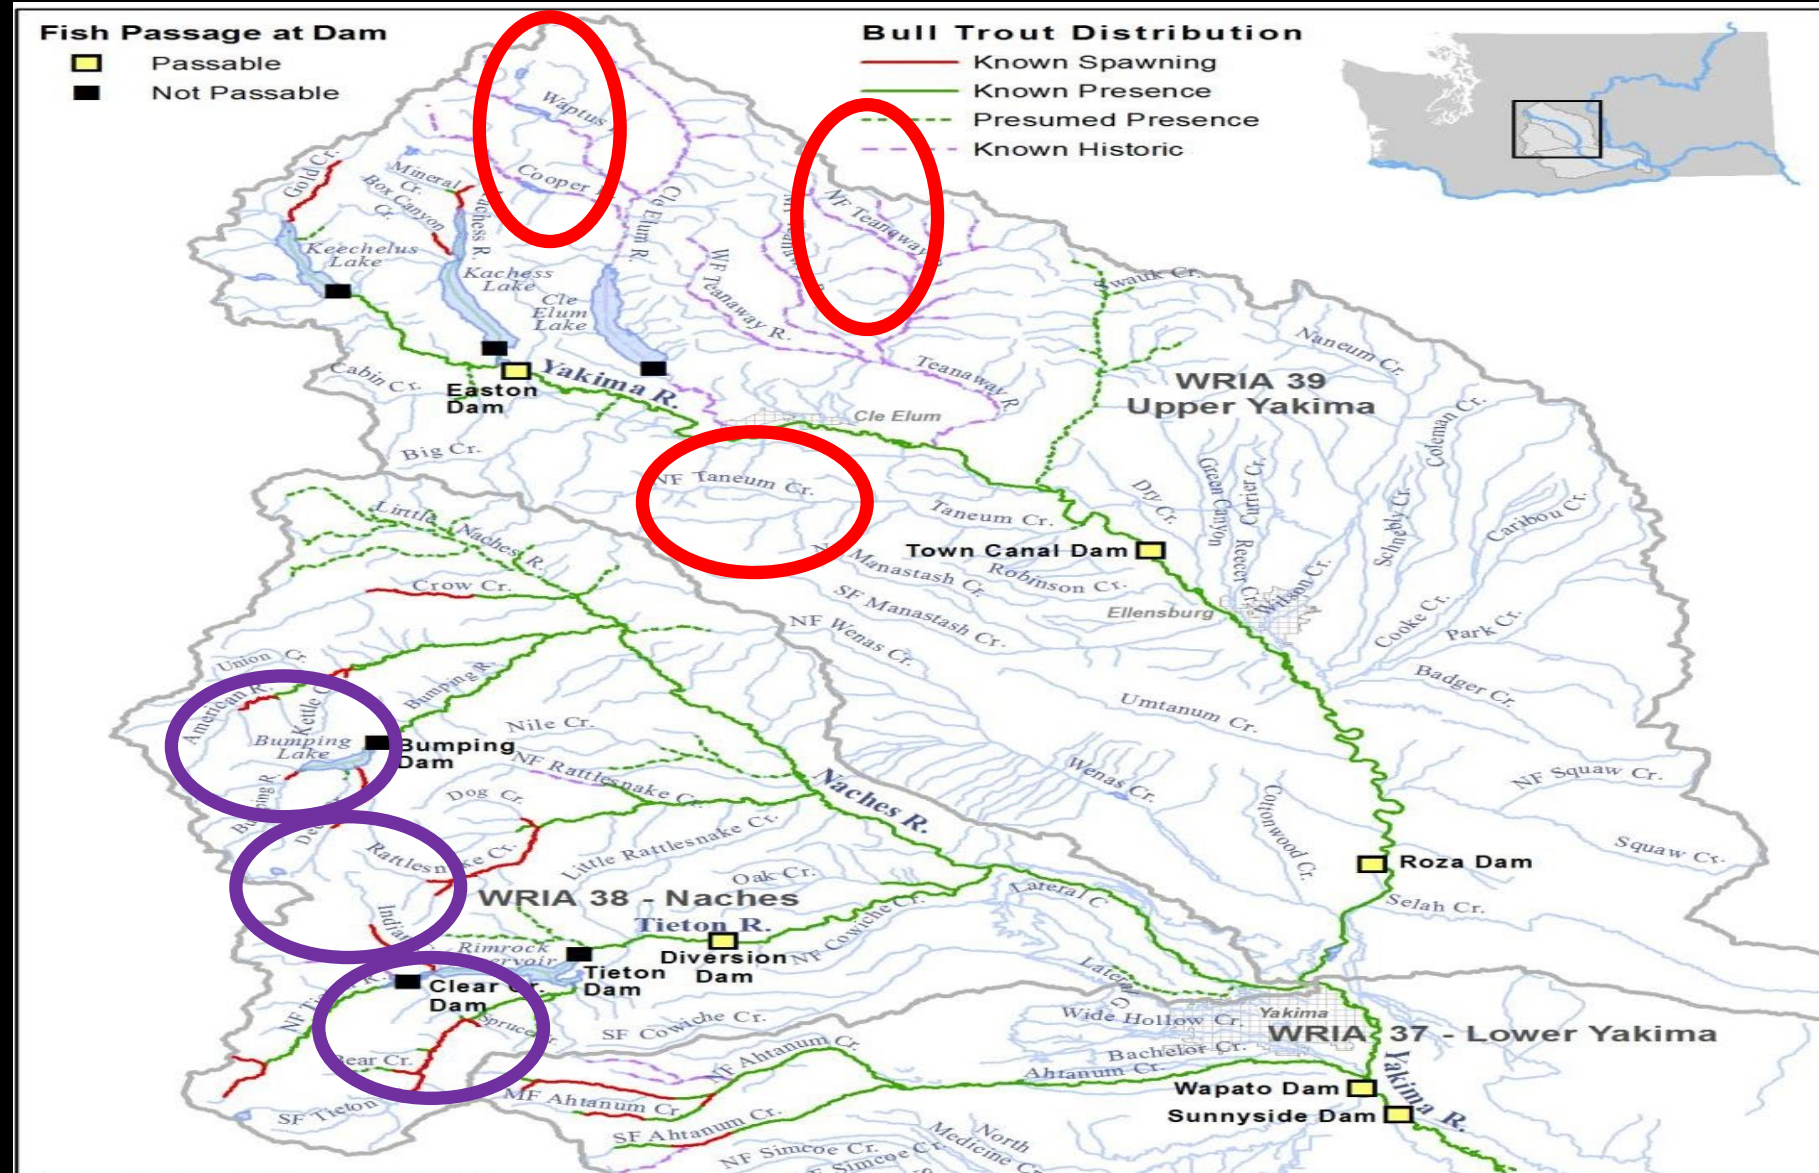 Fish Passage at Dam
Passable
Not Passable
Bull Trout Distribution
Known Spawning
Known Presence
Presumed Presence
Known Historic
Waptus
Cooper
Gold Cr.
Mineral
Cr.
Box Canyon
Cr.
Keechelus
Lake
Kachess
Lake
Cle
Elum
Lake
Cle Elum R.
NF Teanaway
WF Teanaway R.
Teanaway R.
Swauk Cr.
Naneum Cr.
WRIA 39
Upper Yakima
Cabin Cr.
Easton
Dam
Yakima R.
Cle Elum
Big Cr.
NF Taneum Cr.
Taneum Cr.
Dry Cr.
Green Canyon
Reecer Cr.
Currier Cr.
Coleman Cr.
Schnebly Cr.
Caribou Cr.
Wilson Cr.
Cooke Cr.
Park Cr.
Badger Cr.
Town Canal Dam
Robinson Cr.
Manastash Cr.
SF Manastash Cr.
Ellensburg
NF Wenas Cr.
Umtanum Cr.
Little
Naches R.
Crow Cr.
Union Cr.
American R.
Kettle C
Bumping R.
Bumping
Lake
Bumping
Dam
Nile Cr.
NF Rattlesnake Cr.
Dog Cr.
Rattlesnake Cr.
Little Rattlesnake Cr.
Naches R.
Wenas Cr.
Cottonwood Cr.
NF Squaw Cr.
Squaw Cr.
Roza Dam
Selah Cr.
Oak Cr.
WRIA 38 - Naches
Tieton R.
Lateral C.
NF Cowiche Cr.
Diversion
Dam
Rimrock
Tieton
Dam
Clear Cr.
Dam
Spruce
Bear Cr.
SF Tieton
SF Cowiche Cr.
Lateral C.
Wide Hollow Cr.
Yakima
WRIA 37 - Lower Yakima
Bachelor Cr.
Ahtanum Cr.
NF Ahtanum Cr.
MF Ahtanum Cr.
SF Ahtanum Cr.
Wapato Dam
Sunnyside Dam
Yakima R.
NF Simcoe Cr.
Simcoe Cr.
North
Medicine Cr.